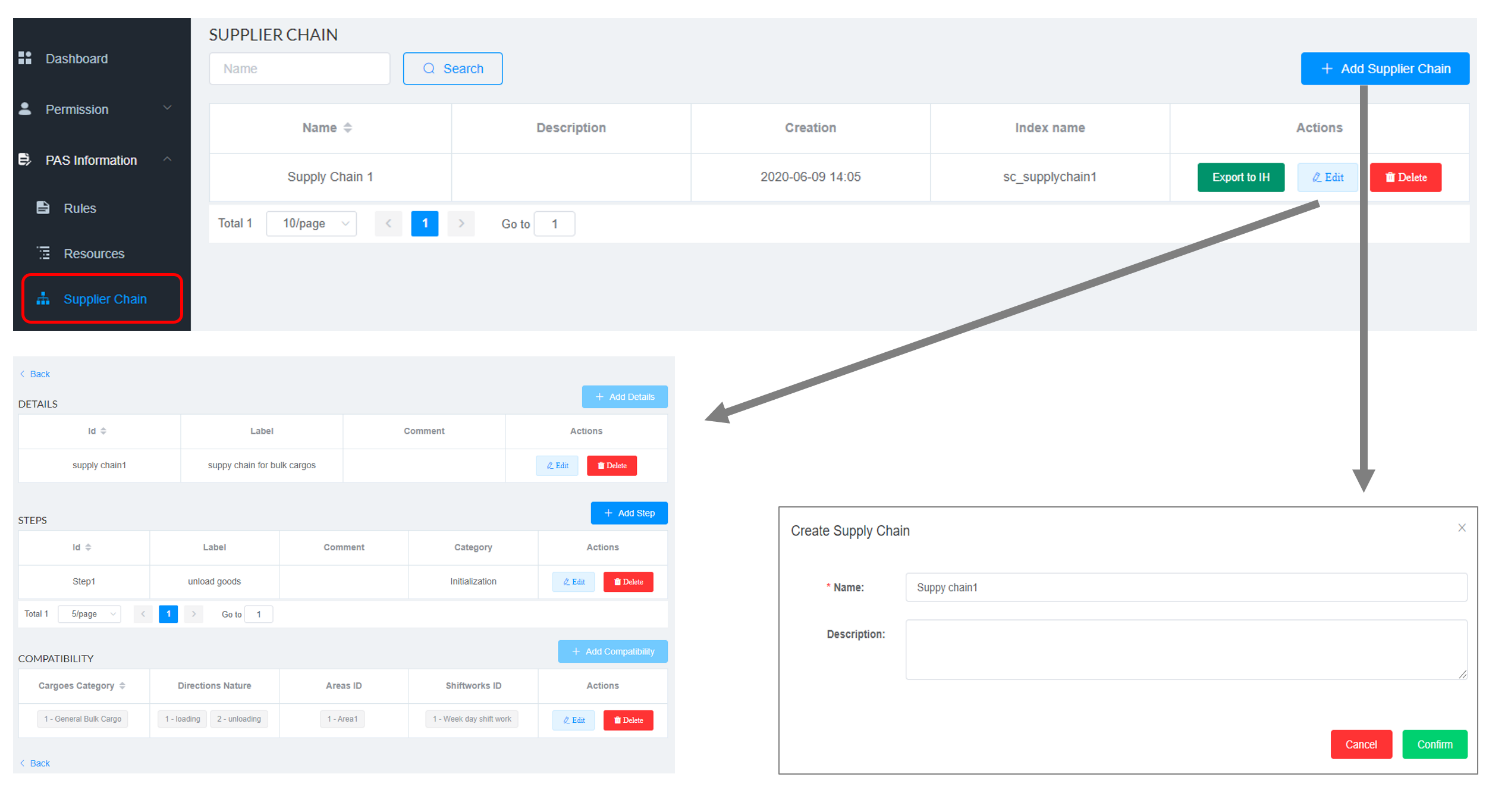 SUPPLIER CHAIN
Dashboard
Name
Search
+ Add Supplier Chain
Permission
Name Description Creation Index name Actions
PAS Information
Supply Chain 1 2020-06-09 14:05 sc_supplychain1 Export to IH Edit Delete
Rules
Total 1 10/page < 1 > Go to 1
Resources
Supplier Chain
< Back
DETAILS
+ Add Details
Id Label Comment Actions
supply chain1 suppy chain for bulk cargos Edit Delete
STEPS
+ Add Step
Id Label Comment Category Actions
Step1 unload goods Initialization Edit Delete
Total 1 5/page < 1 > Go to 1
COMPATIBILITY
+ Add Compatibility
Cargoes Category Directions Nature Areas ID Shiftworks ID Actions
1 - General Bulk Cargo 1 - loading 2 - unloading 1 - Area1 1 - Week day shift work Edit Delete
< Back
Create Supply Chain ×
* Name: Suppy chain1
Description:
Cancel Confirm